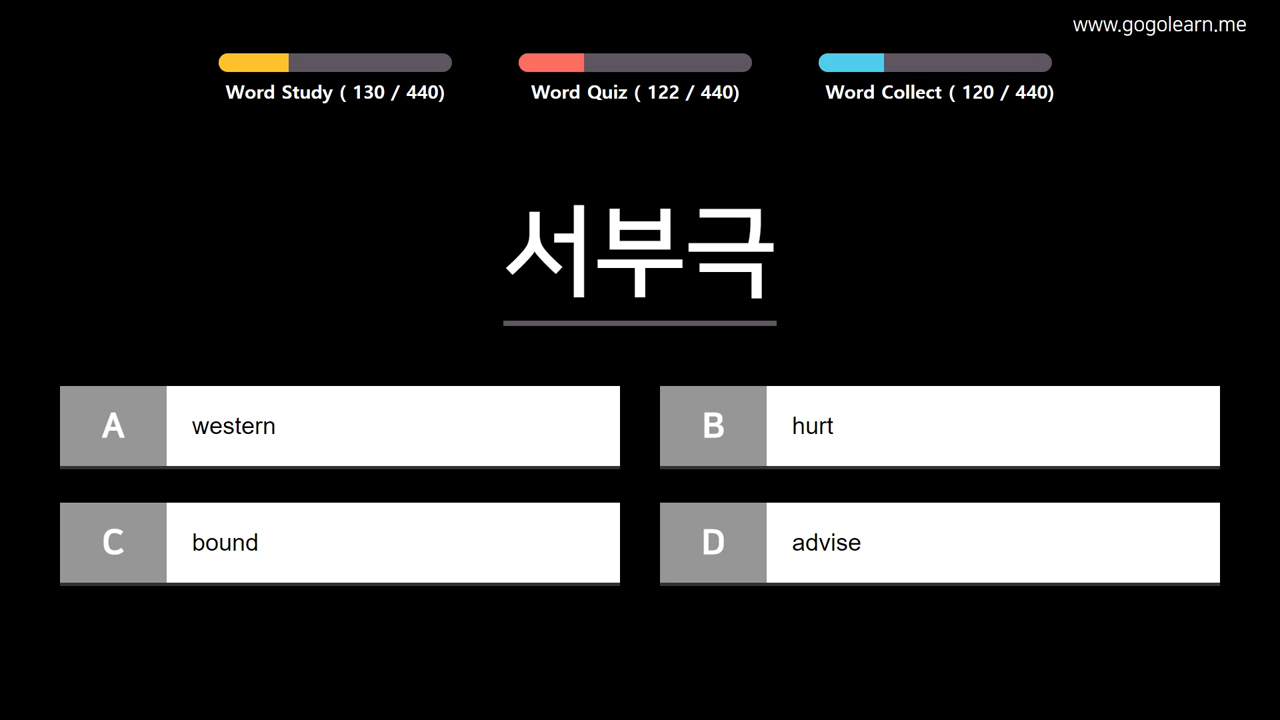 www.gogolearn.me
Word Study ( 130 / 440)
Word Quiz ( 122 / 440)
Word Collect ( 120 / 440)
서부극
A western
B hurt
C bound
D advise